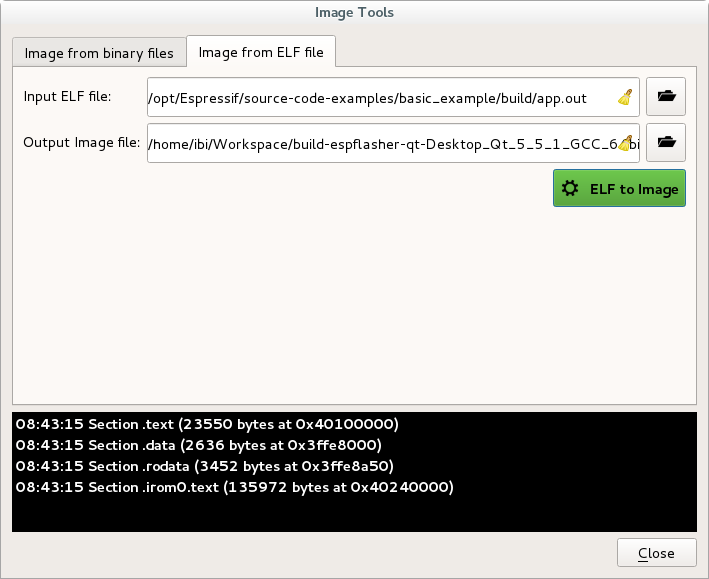 Image Tools
Image from binary files
Image from ELF file
Input ELF file:
/opt/Espressif/source-code-examples/basic_example/build/app.out
Output Image file:
/home/ibi/Workspace/build-espflasher-qt-Desktop_Qt_5_5_1_GCC_6
ELF to Image
08:43:15 Section .text (23550 bytes at 0x40100000)
08:43:15 Section .data (2636 bytes at 0x3ffe8000)
08:43:15 Section .rodata (3452 bytes at 0x3ffe8a50)
08:43:15 Section .irom0.text (135972 bytes at 0x40240000)
Close